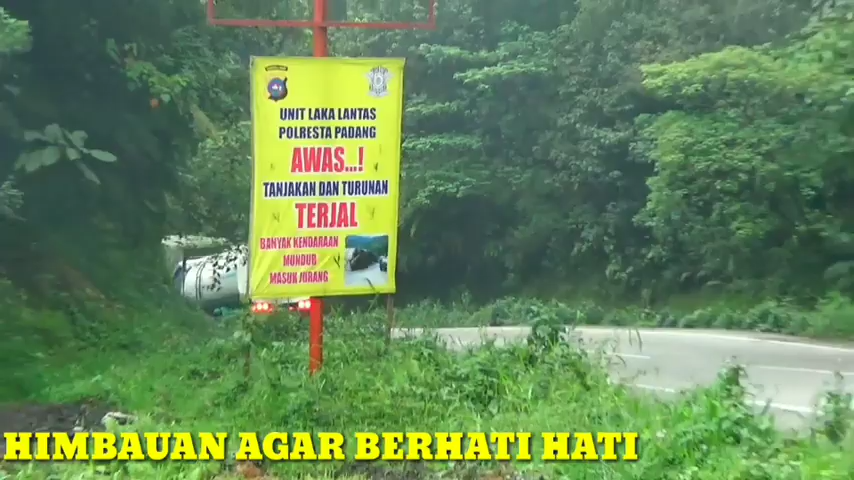 UNIT LAKA LANTAS
POLRESTA PADANG
AWAS...!
TANJAKAN DAN TURUNAN
TERJAL
BANYAK KENDARAAN
MUNDUR
MASUK JURANG
HIMBAUAN AGAR BERHATI HATI